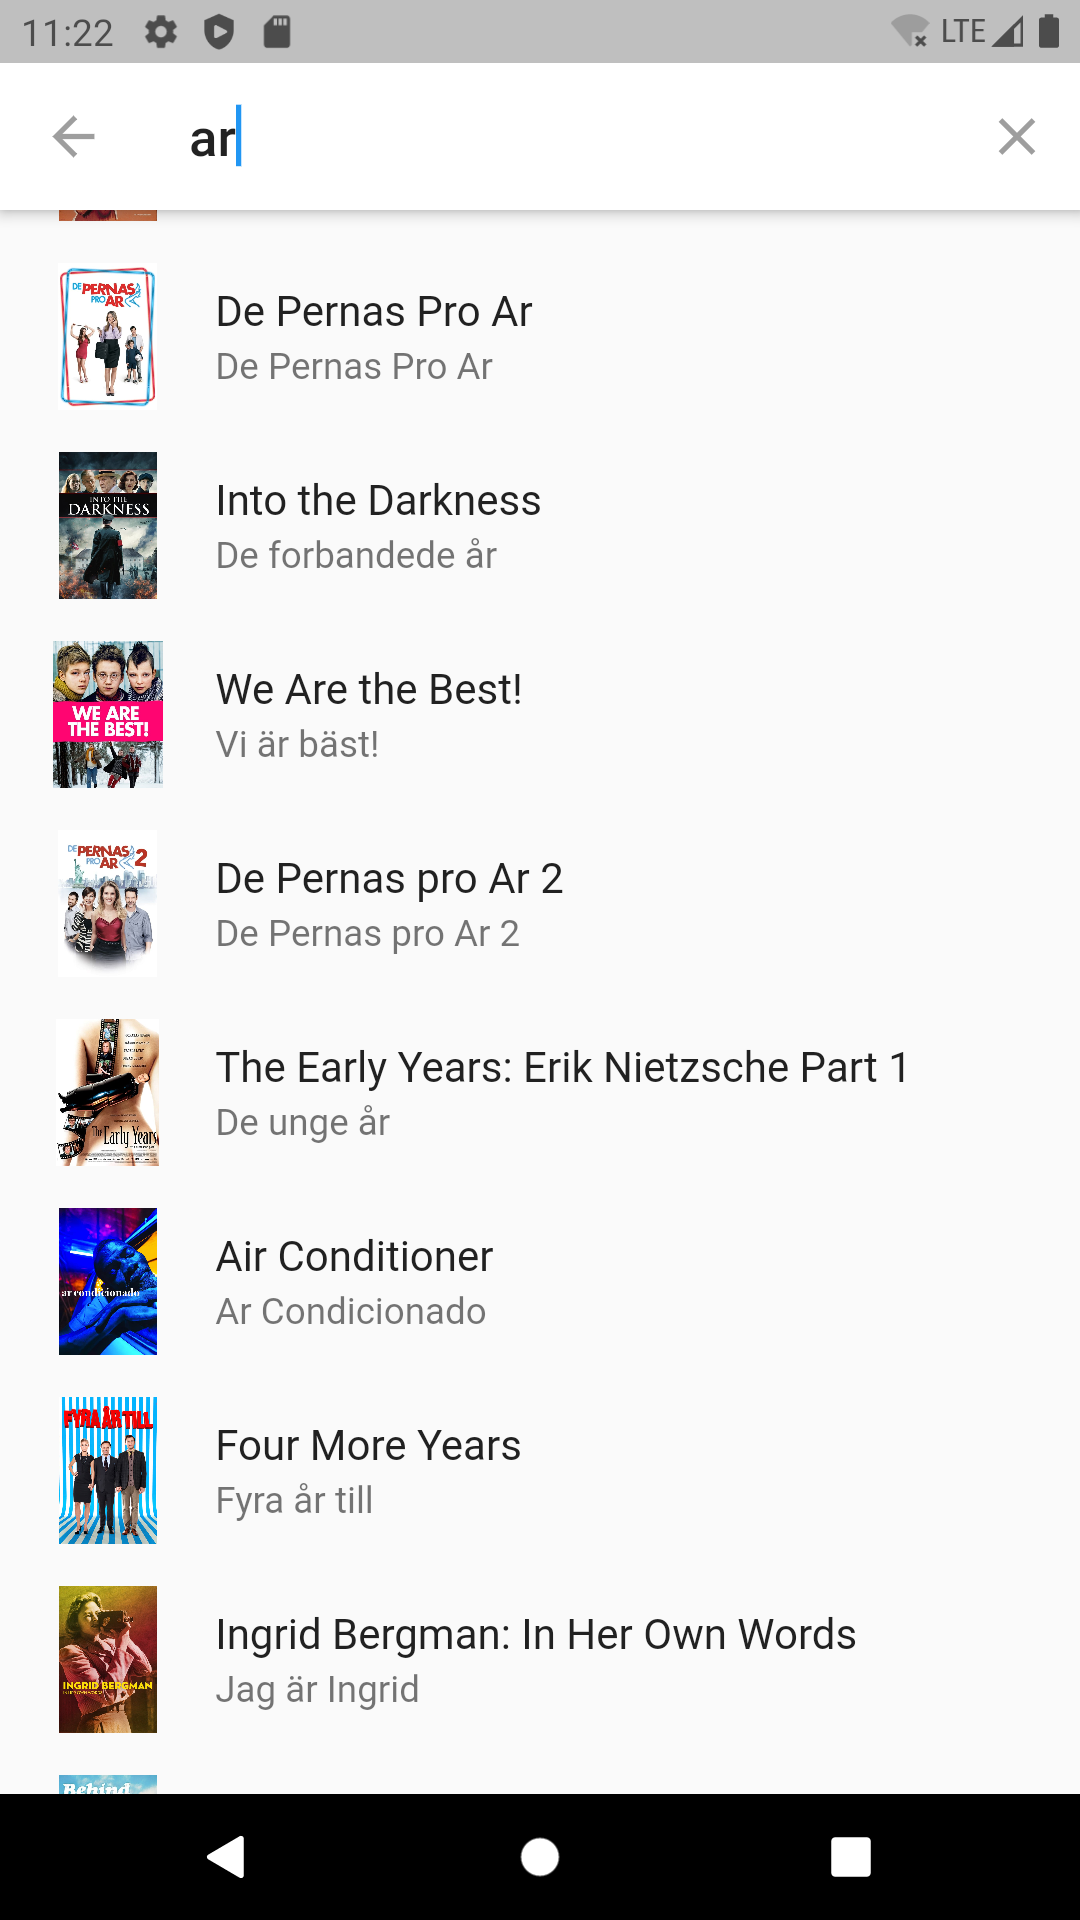 11:22
LTE
ar
DE PERNAS
PRO AR
De Pernas Pro Ar
De Pernas Pro Ar
INTO THE
DARKNESS
Into the Darkness
De forbandede år
WE ARE
THE BEST!
We Are the Best!
Vi är bäst!
DE PERNAS
PRO AR 2
De Pernas pro Ar 2
De Pernas pro Ar 2
The Early Years
The Early Years: Erik Nietzsche Part 1
De unge år
ar condicionado
Air Conditioner
Ar Condicionado
FYRA ÅR TILL
Four More Years
Fyra år till
INGRID BERGMAN
Ingrid Bergman: In Her Own Words
Jag är Ingrid
Behind